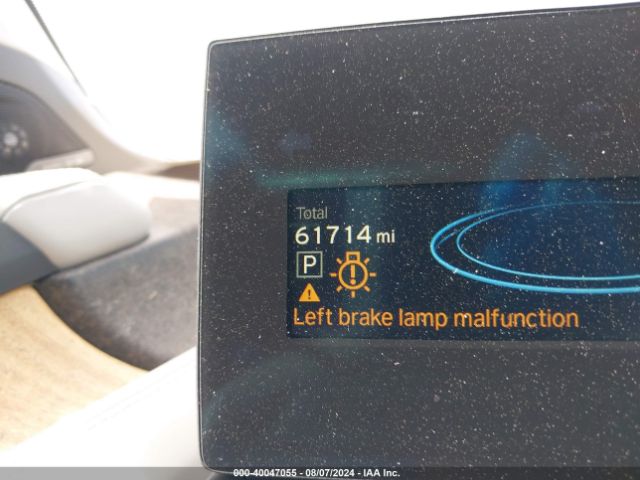 Total
61714 mi
P
Left brake lamp malfunction
000-40047055 - 08/07/2024 - IAA Inc.